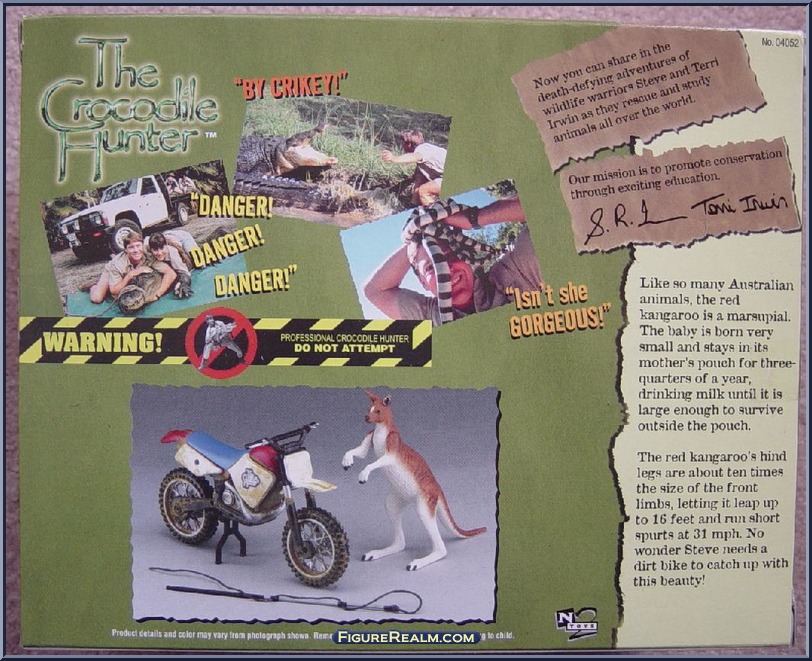 The
Crocodile
Hunter™
"BY CRIKEY!"
"DANGER!
DANGER!
DANGER!"
"Isn't she
GORGEOUS!"
No. 04052
Now you can share in the
death-defying adventures of
wildlife warriors Steve and Terri
Irwin as they rescue and study
animals all over the world.
Our mission is to promote conservation
through exciting education.
Terri Irwin
WARNING!
PROFESSIONAL CROCODILE HUNTER
DO NOT ATTEMPT
Like so many Australian
animals, the red
kangaroo is a marsupial.
The baby is born very
small and stays in its
mother's pouch for three-
quarters of a year,
drinking milk until it is
large enough to survive
outside the pouch.
The red kangaroo's hind
legs are about ten times
the size of the front
limbs, letting it leap up
to 16 feet and run short
spurts at 31 mph. No
wonder Steve needs a
dirt bike to catch up with
this beauty!
N2
TOYS
Product details and color may vary from photograph shown. to child.
FIGUREREALM.COM